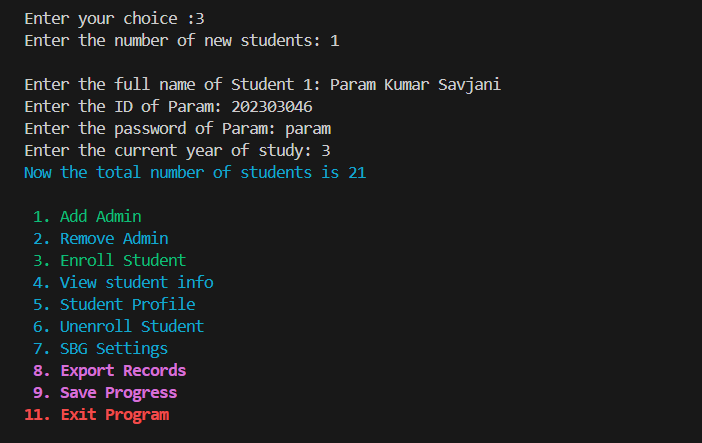 Enter your choice :3
Enter the number of new students: 1
Enter the full name of Student 1: Param Kumar Savjani
Enter the ID of Param: 202303046
Enter the password of Param: param
Enter the current year of study: 3
Now the total number of students is 21
1. Add Admin
2. Remove Admin
3. Enroll Student
4. View student info
5. Student Profile
6. Unenroll Student
7. SBG Settings
8. Export Records
9. Save Progress
11. Exit Program